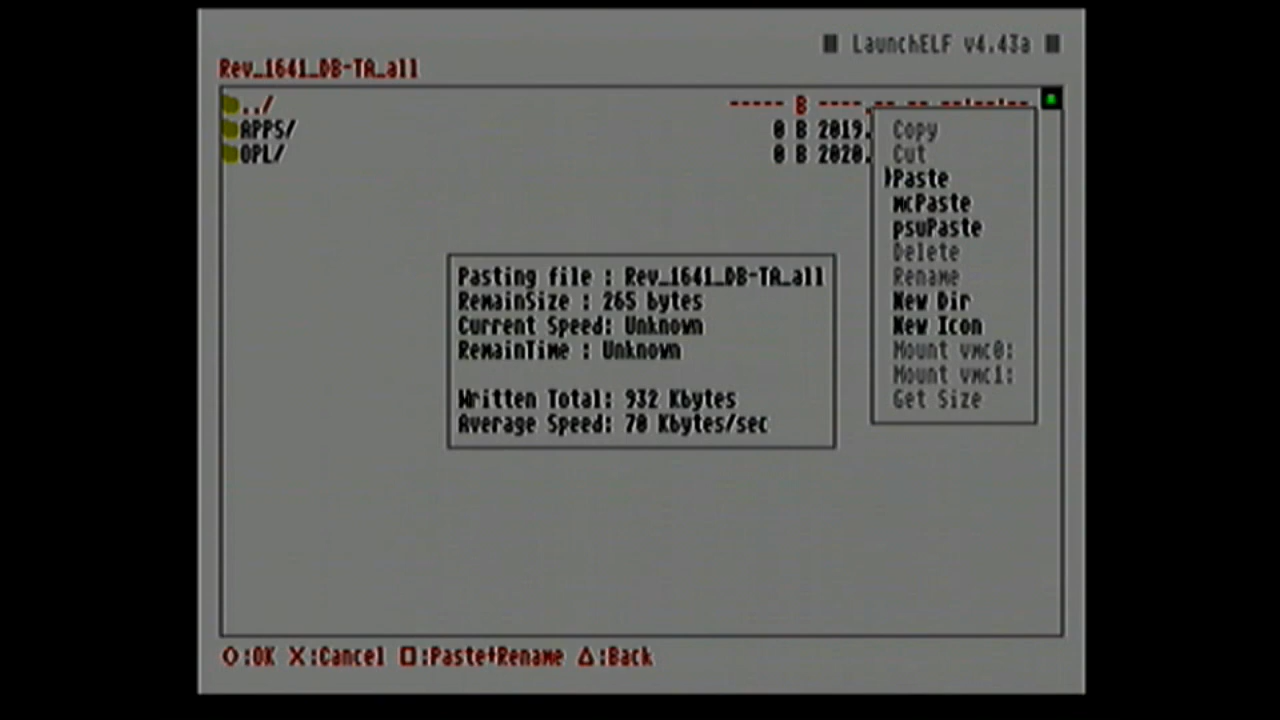 LaunchELF v4.43a
Rev_1641_DB-TA_all
../ ----- B ----.-- -- --:--:--
APPS/ 0 B 2019.
OPL/ 0 B 2020.
Copy
Cut
Paste
mcPaste
psuPaste
Delete
Rename
New Dir
New Icon
Mount vmc0:
Mount vmc1:
Get Size
Pasting file : Rev_1641_DB-TA_all
RemainSize : 265 bytes
Current Speed: Unknown
RemainTime : Unknown
Written Total: 932 Kbytes
Average Speed: 70 Kbytes/sec
O:OK X:Cancel □:Paste+Rename △:Back